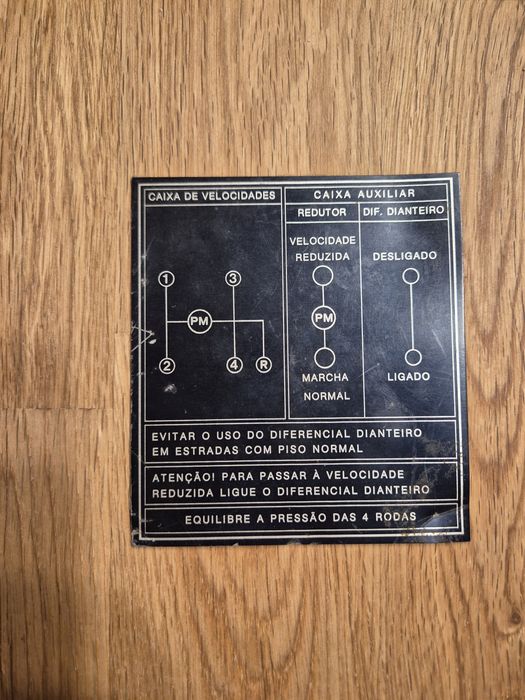 CAIXA DE VELOCIDADES
CAIXA AUXILIAR
REDUTOR
DIF. DIANTEIRO
1
3
PM
2
4
R
VELOCIDADE
REDUZIDA
PM
MARCHA
NORMAL
DESLIGADO
LIGADO
EVITAR O USO DO DIFERENCIAL DIANTEIRO
EM ESTRADAS COM PISO NORMAL
ATENÇÃO! PARA PASSAR À VELOCIDADE
REDUZIDA LIGUE O DIFERENCIAL DIANTEIRO
EQUILIBRE A PRESSÃO DAS 4 RODAS